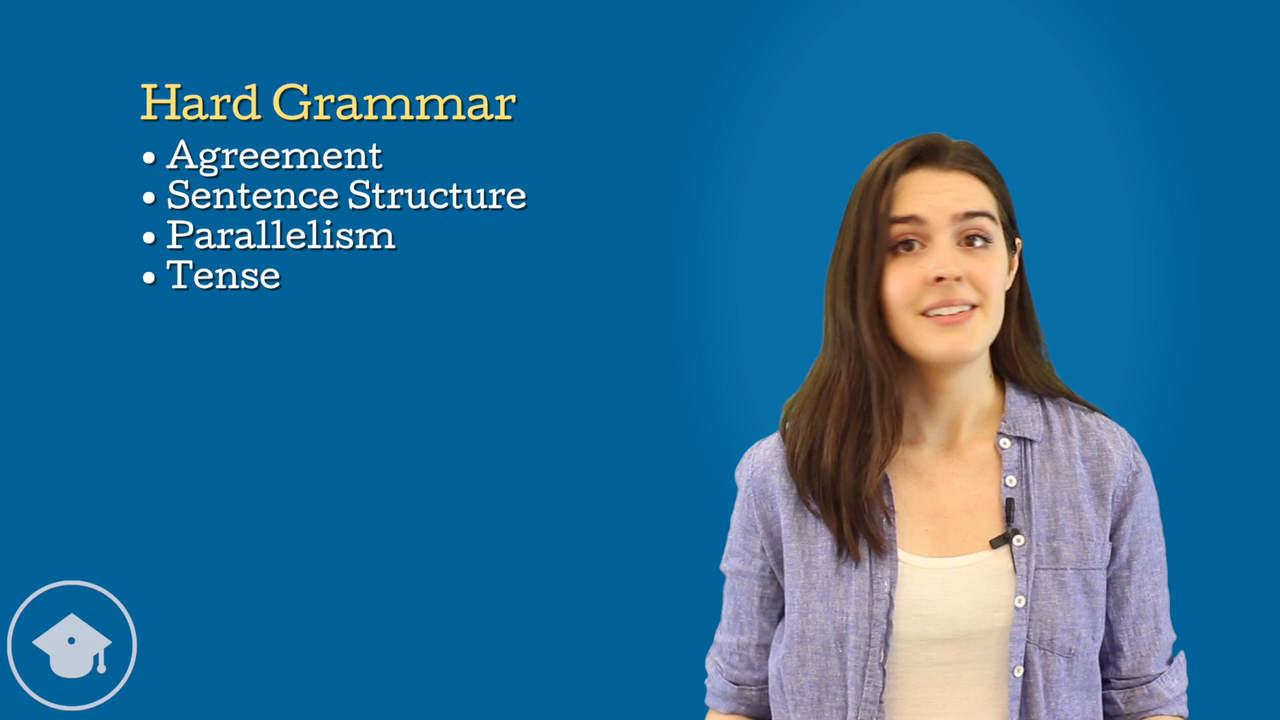 Hard Grammar
• Agreement
• Sentence Structure
• Parallelism
• Tense